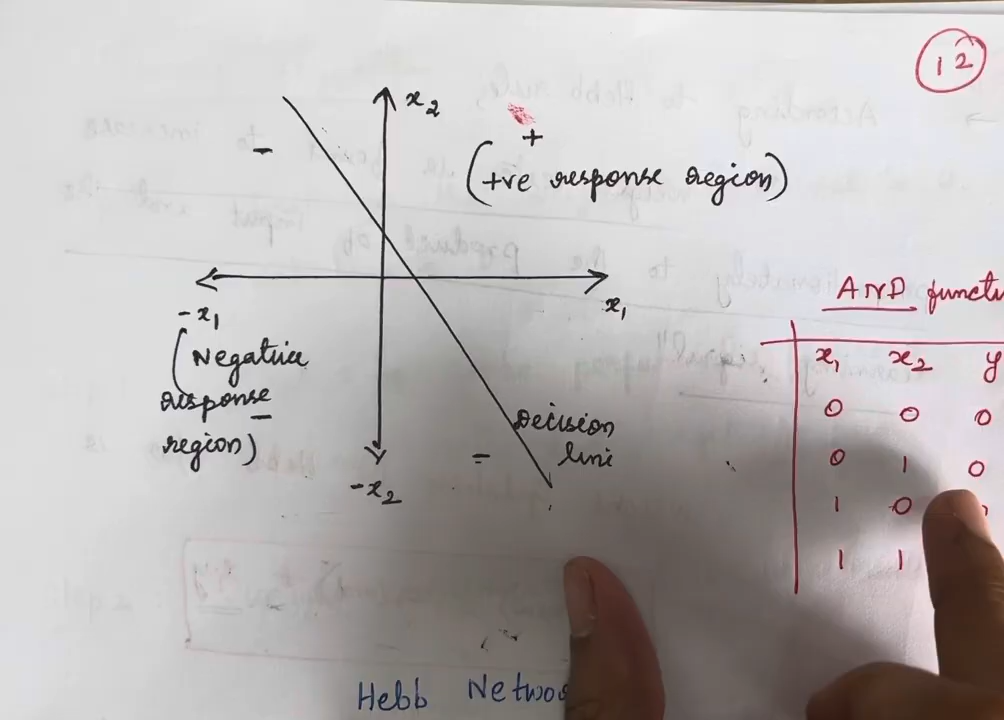 12
x2
-
+
(+ve response region)
x1
-x1
(Negative
response
-
region)
-x2
Decision
line
-
AND functi
x1 x2 y
0 0 0
0 1 0
1 0
1 1
Hebb Netwo